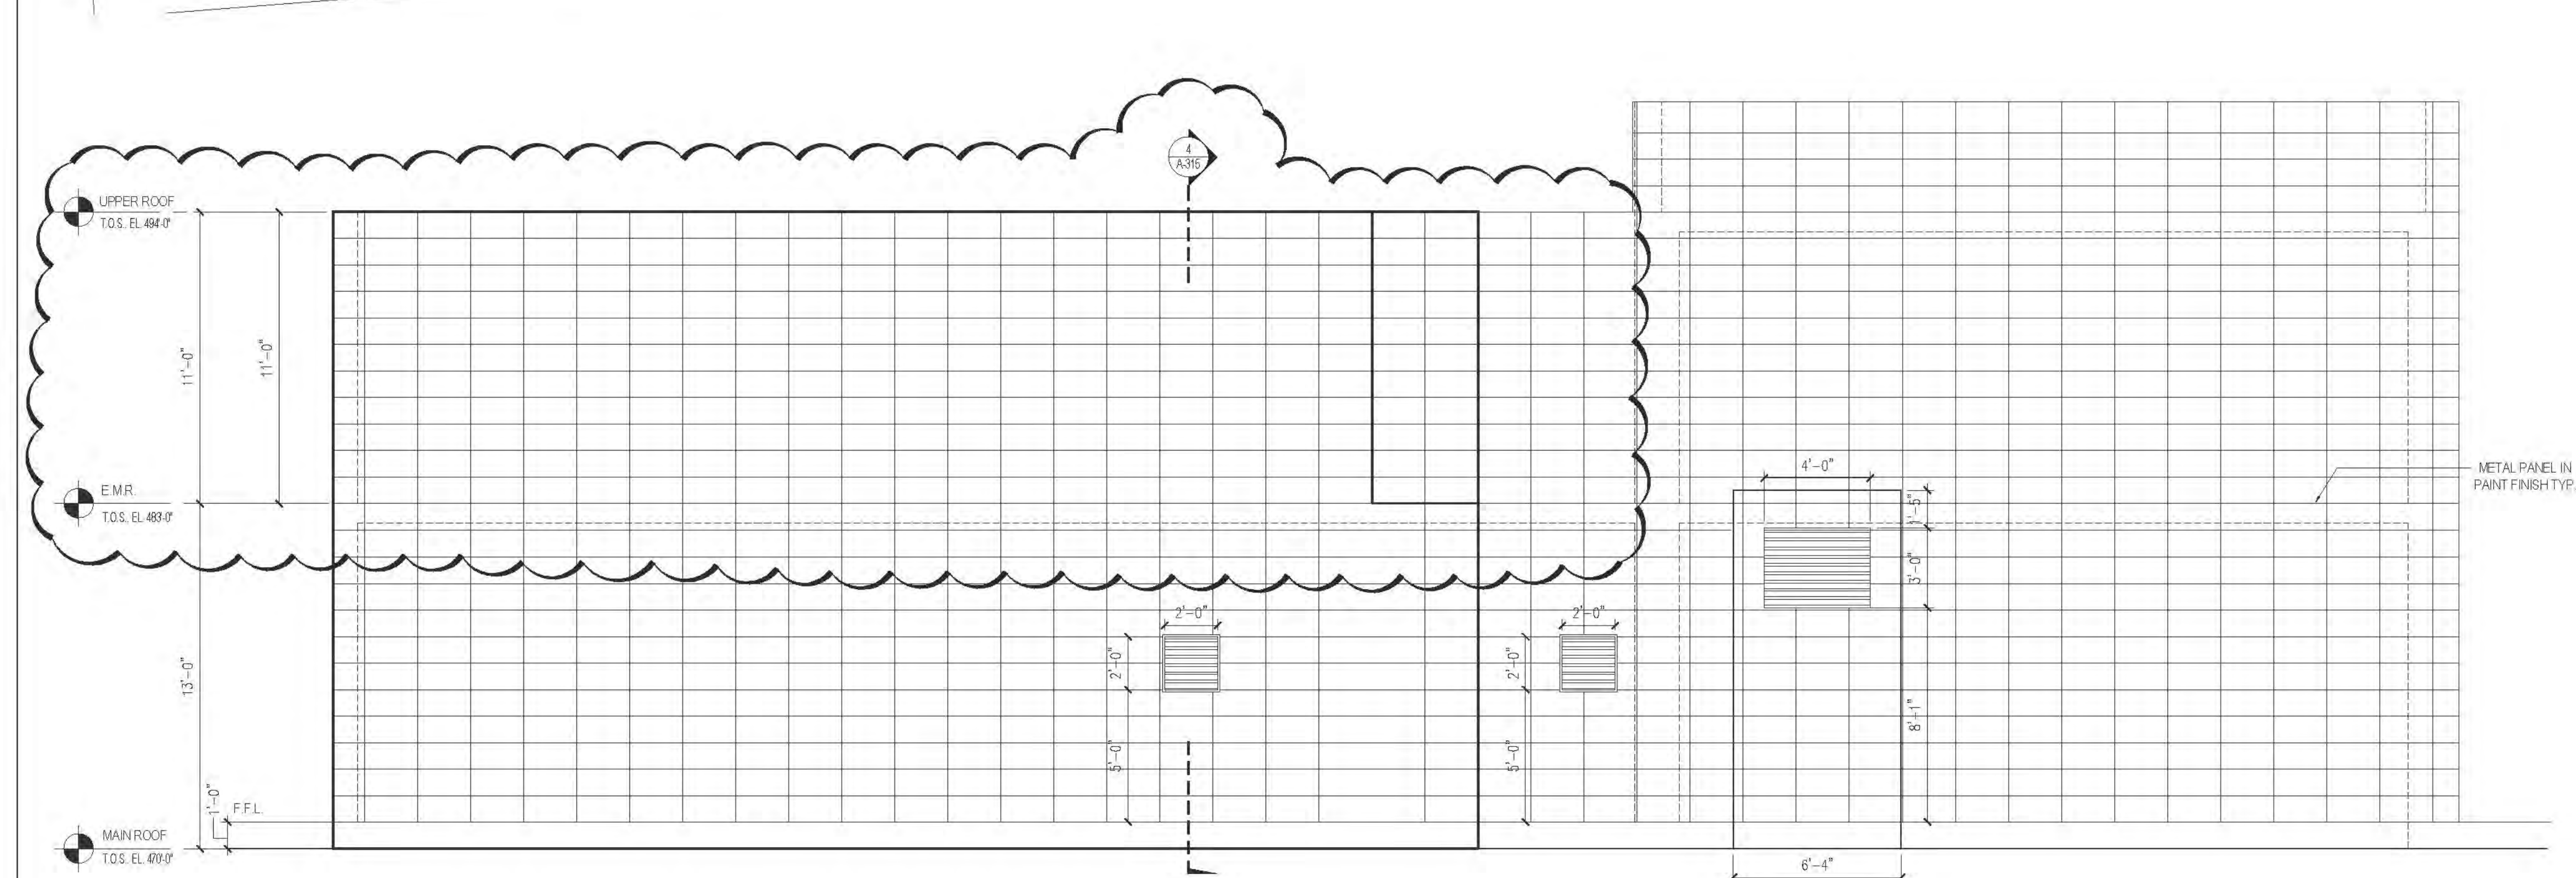 4
A-315
UPPER ROOF
T.O.S. EL. 494'-0"
11'-0"
11'-0"
E.M.R.
T.O.S. EL. 483'-0"
4'-0"
1'-5"
METAL PANEL IN
PAINT FINISH TYP.
3'-0"
2'-0"
2'-0"
2'-0"
2'-0"
13'-0"
8'-1"
5'-0"
5'-0"
1'-0"
F.F.L.
MAIN ROOF
T.O.S. EL. 470'-0"
6'-4"